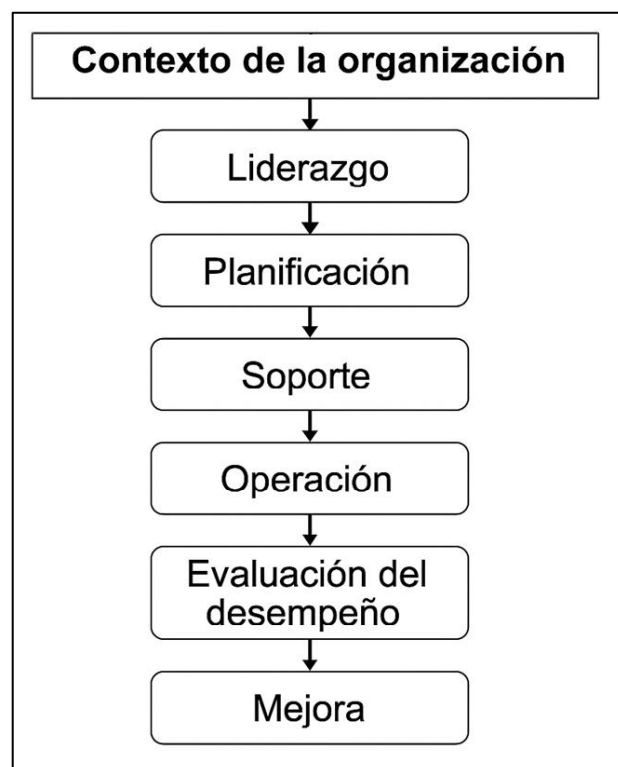 Contexto de la organización
Liderazgo
Planificación
Soporte
Operación
Evaluación del
desempeño
Mejora